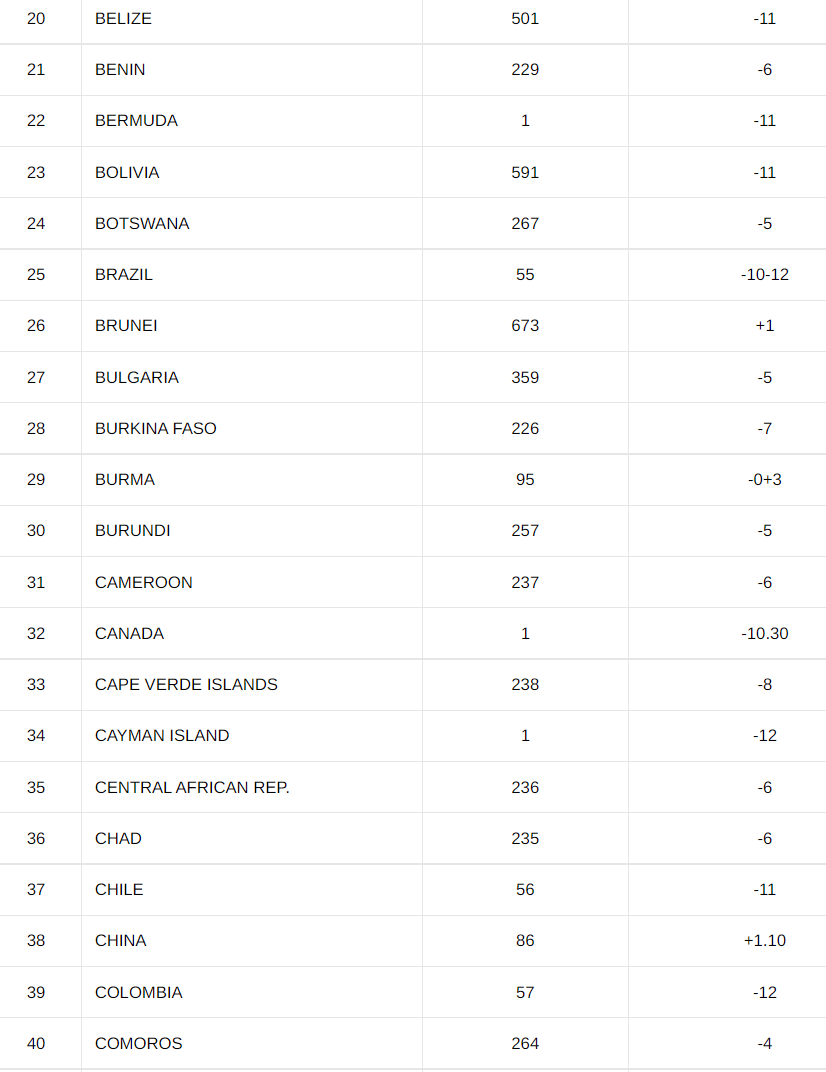 20 BELIZE 501 -11
21 BENIN 229 -6
22 BERMUDA 1 -11
23 BOLIVIA 591 -11
24 BOTSWANA 267 -5
25 BRAZIL 55 -10-12
26 BRUNEI 673 +1
27 BULGARIA 359 -5
28 BURKINA FASO 226 -7
29 BURMA 95 -0+3
30 BURUNDI 257 -5
31 CAMEROON 237 -6
32 CANADA 1 -10.30
33 CAPE VERDE ISLANDS 238 -8
34 CAYMAN ISLAND 1 -12
35 CENTRAL AFRICAN REP. 236 -6
36 CHAD 235 -6
37 CHILE 56 -11
38 CHINA 86 +1.10
39 COLOMBIA 57 -12
40 COMOROS 264 -4